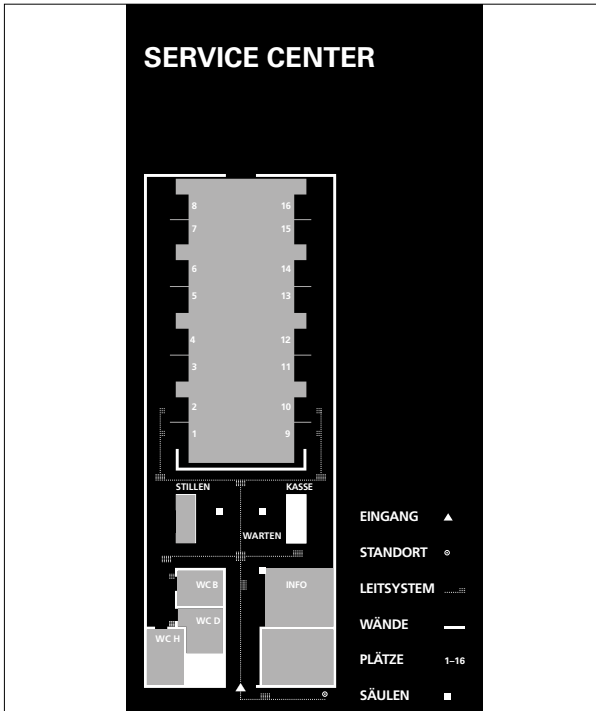 SERVICE CENTER
8 16
7 15
6 14
5 13
4 12
3 11
2 10
1 9
STILLEN KASSE
WARTEN
WC B INFO
WC D
WC H
EINGANG
STANDORT
LEITSYSTEM
WÄNDE
PLÄTZE 1–16
SÄULEN